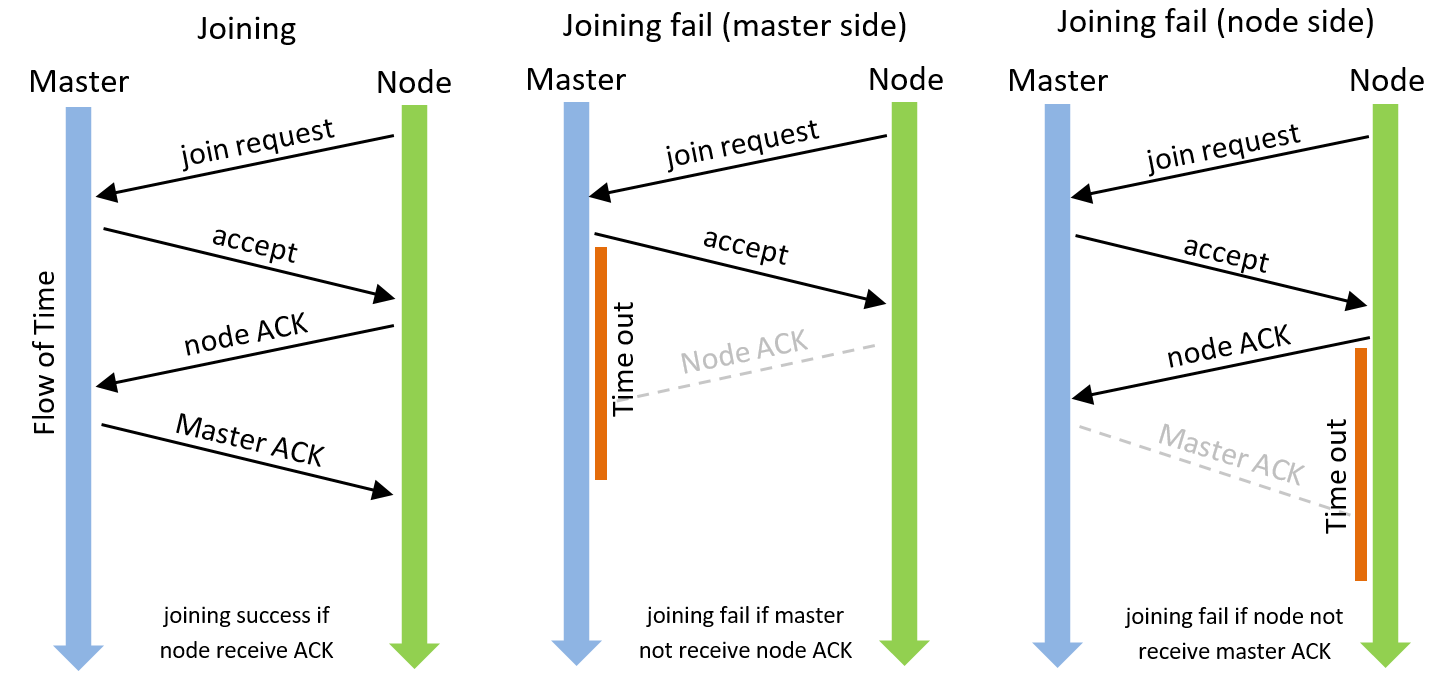 Joining
Master
Node
join request
accept
node ACK
Master ACK
Flow of Time
joining success if
node receive ACK
Joining fail (master side)
Master
Node
join request
accept
Node ACK
Time out
joining fail if master
not receive node ACK
Joining fail (node side)
Master
Node
join request
accept
node ACK
Master ACK
Time out
joining fail if node not
receive master ACK